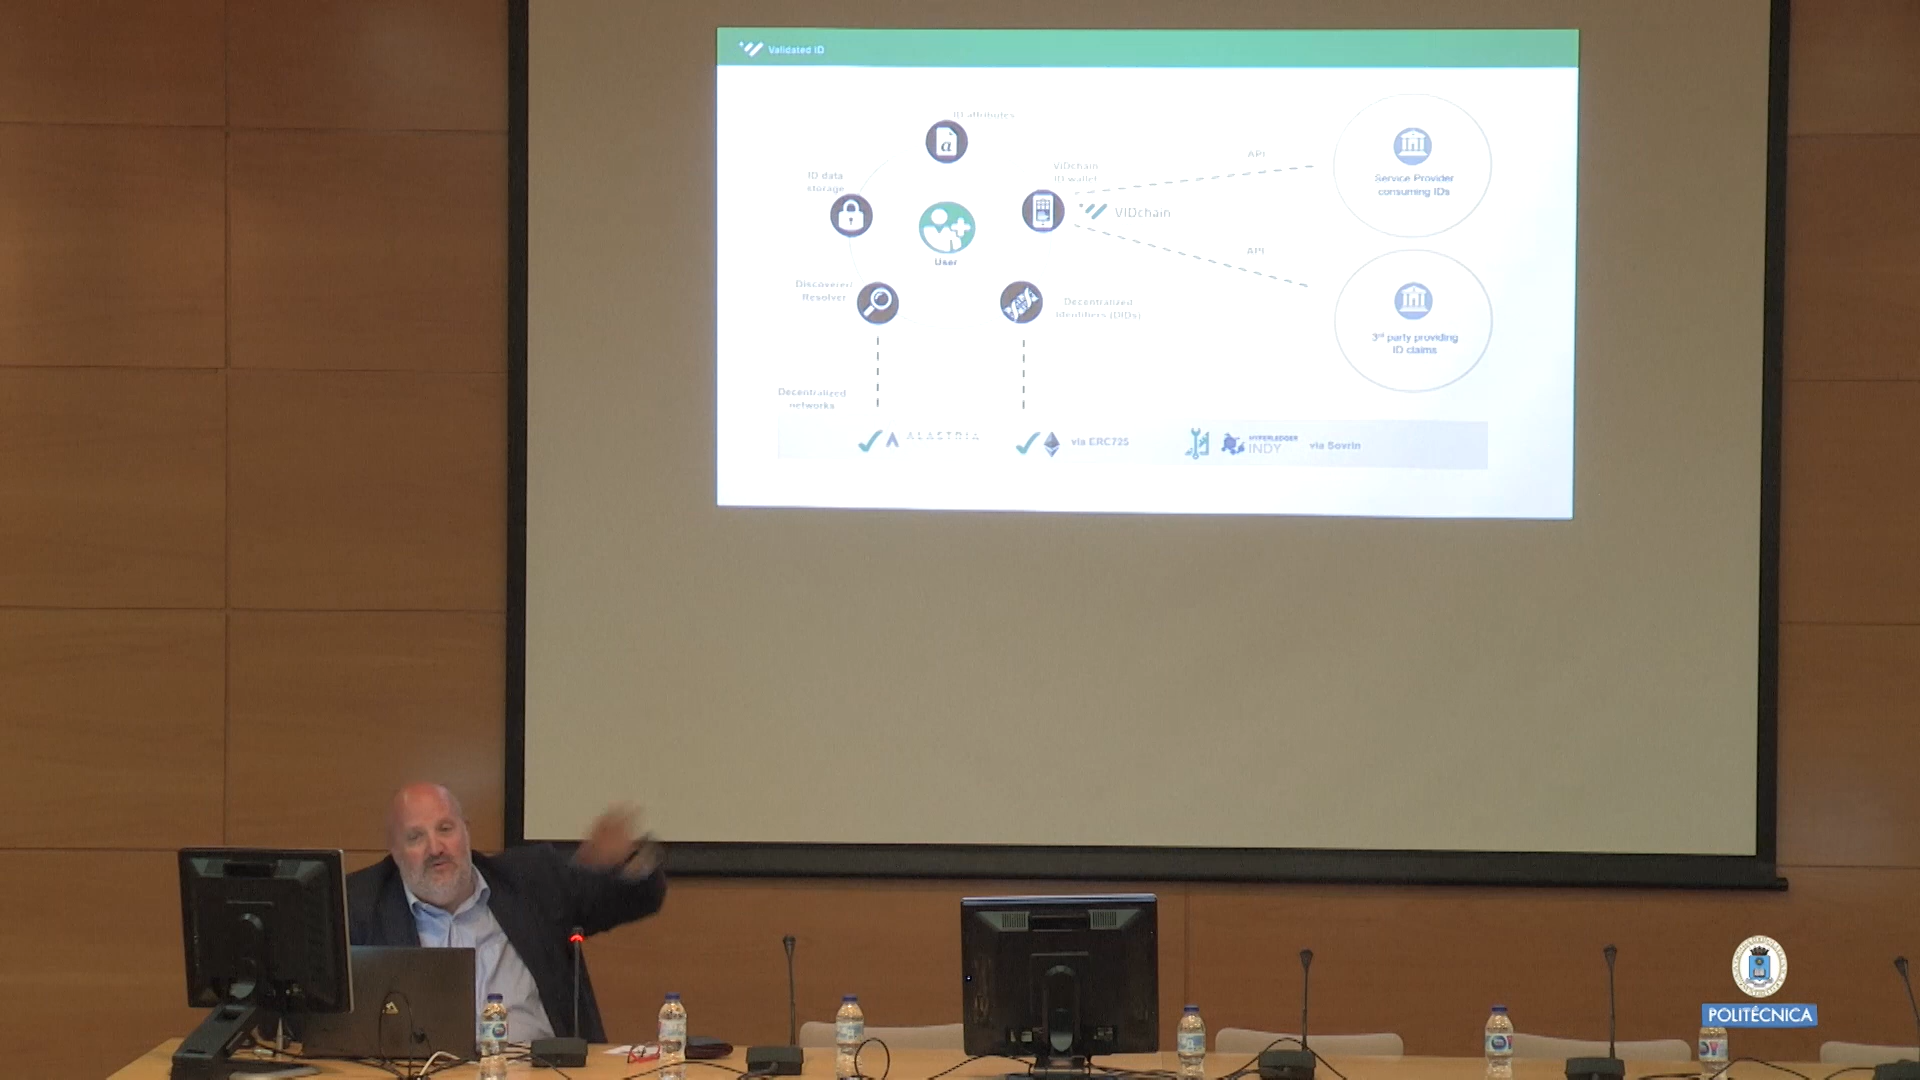 Validated ID
ID attributes
ID data
storage
VIDchain
ID wallet
VIDchain
User
Discoverer/
Resolver
Decentralized
Identifiers (DIDs)
API
API
Service Provider
consuming IDs
3rd party providing
ID claims
Decentralized
networks
ALASTRIA
via ERC725
HYPERLEDGER
INDY
via Sovrin
POLITÉCNICA